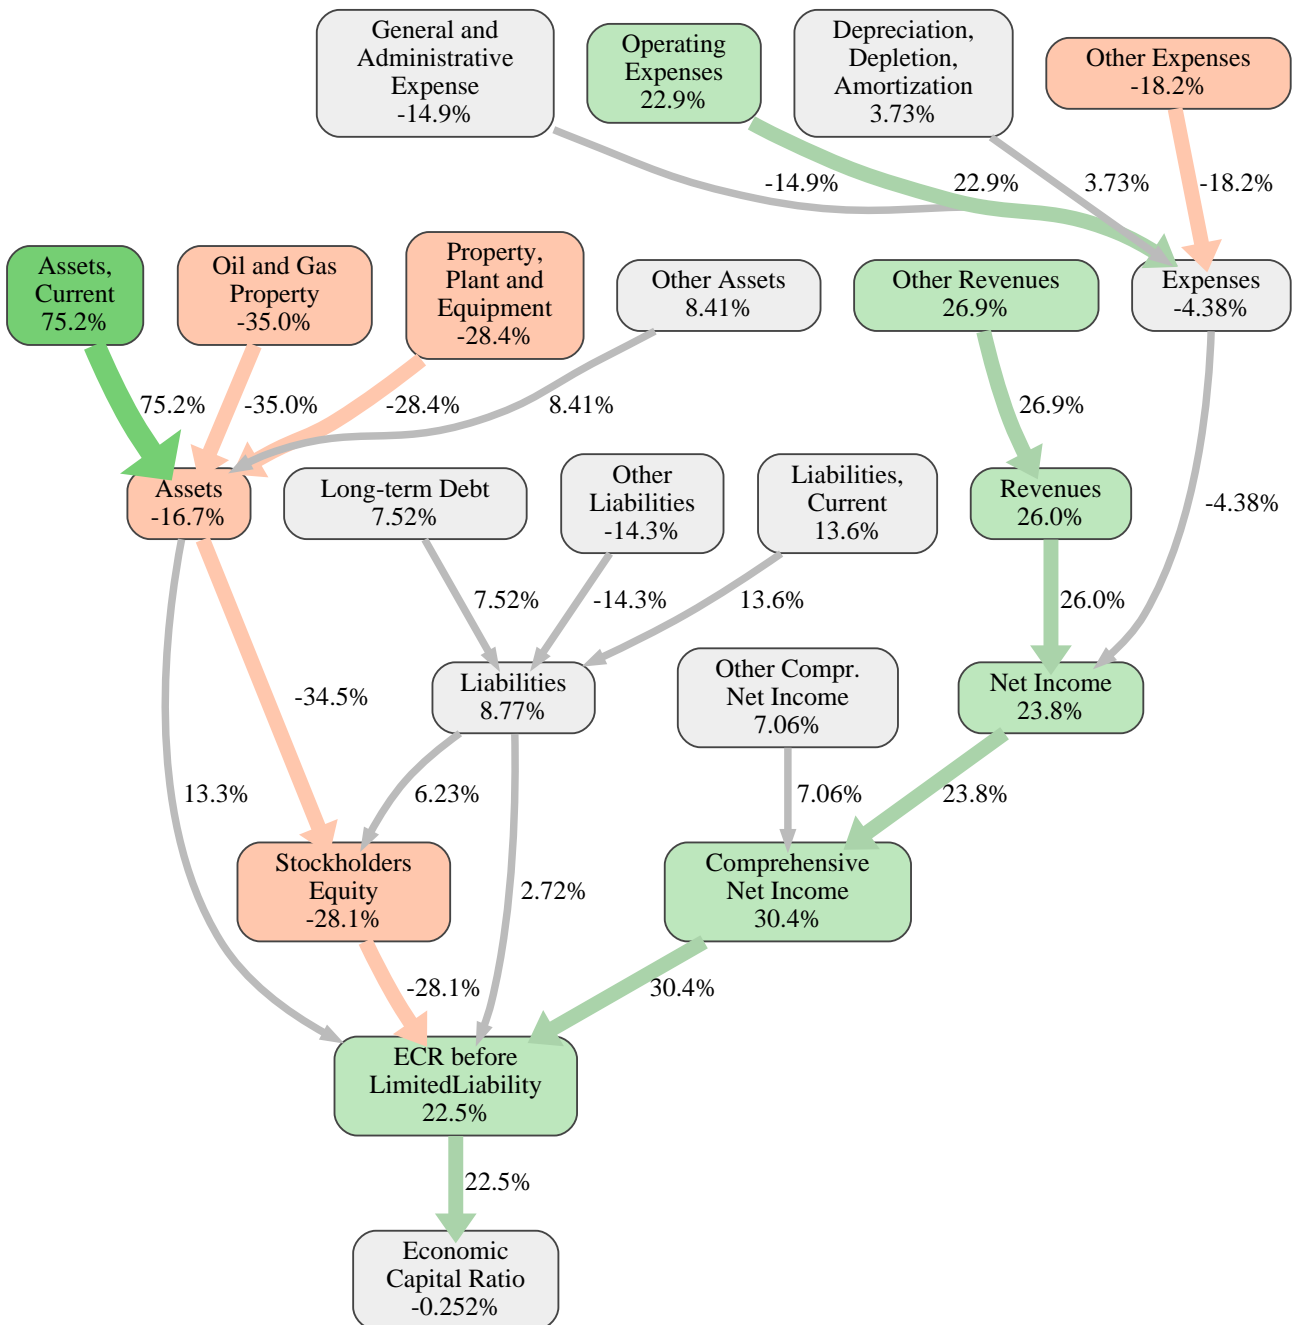 General and
Administrative
Expense
-14.9%
Operating
Expenses
22.9%
Depreciation,
Depletion,
Amortization
3.73%
Other Expenses
-18.2%
-14.9%
22.9%
3.73%
-18.2%
Assets,
Current
75.2%
Oil and Gas
Property
-35.0%
Property,
Plant and
Equipment
-28.4%
Other Assets
8.41%
Other Revenues
26.9%
Expenses
-4.38%
75.2%
-35.0%
-28.4%
8.41%
26.9%
-4.38%
Assets
-16.7%
Long-term Debt
7.52%
Other
Liabilities
-14.3%
Liabilities,
Current
13.6%
Revenues
26.0%
7.52%
-14.3%
13.6%
26.0%
-34.5%
Liabilities
8.77%
Other Compr.
Net Income
7.06%
Net Income
23.8%
13.3%
6.23%
7.06%
23.8%
Stockholders
Equity
-28.1%
2.72%
Comprehensive
Net Income
30.4%
-28.1%
30.4%
ECR before
LimitedLiability
22.5%
22.5%
Economic
Capital Ratio
-0.252%